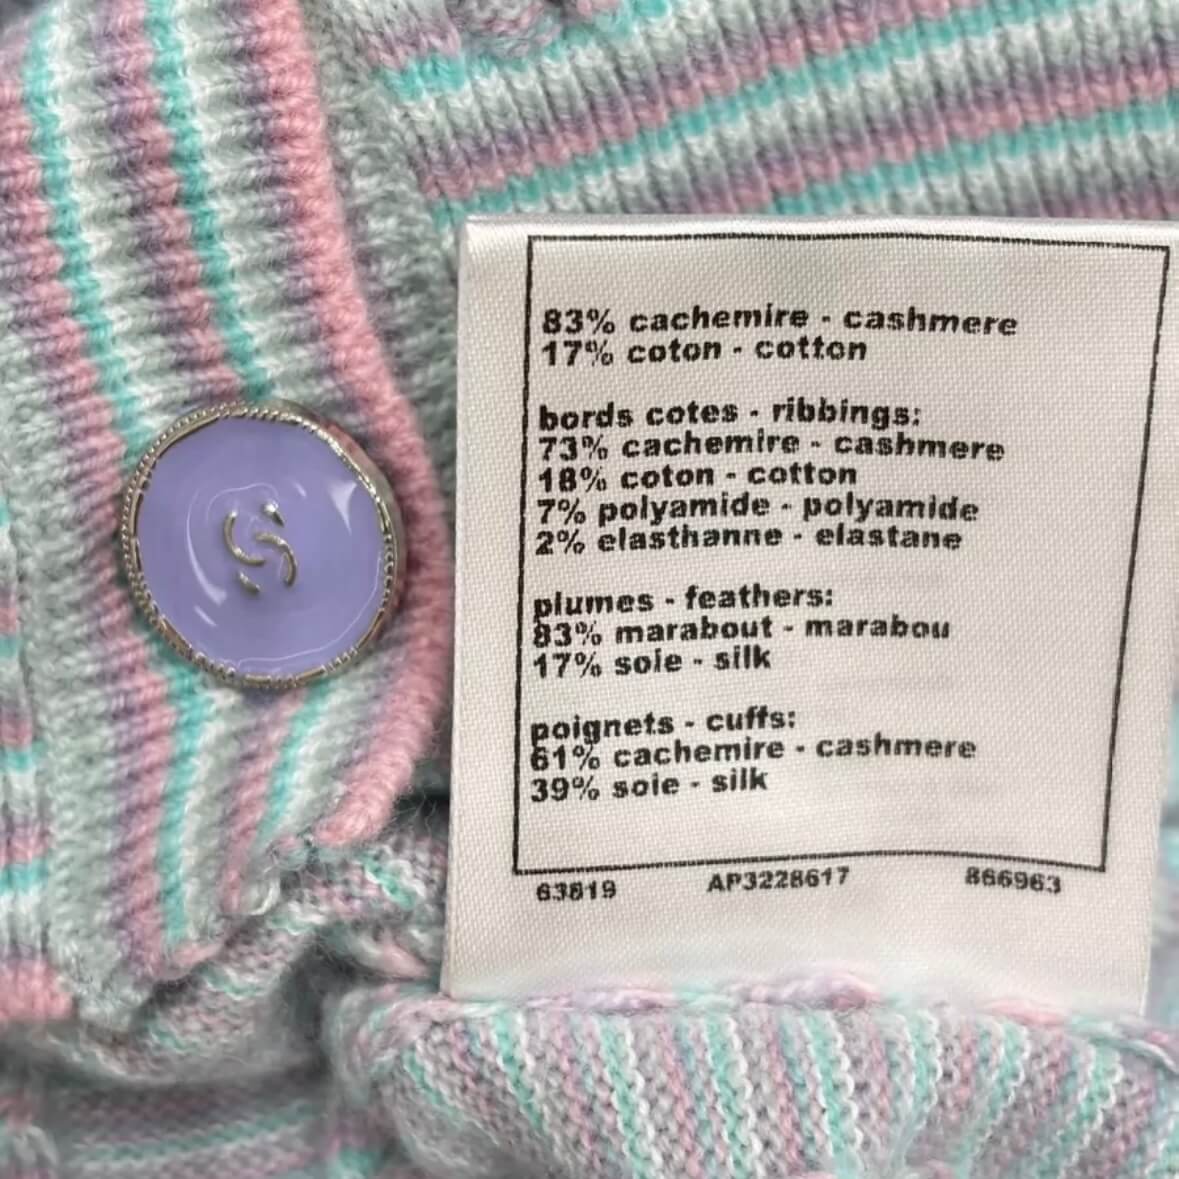 83% cachemire - cashmere
17% coton - cotton
bords cotes - ribbings:
73% cachemire - cashmere
18% coton - cotton
7% polyamide - polyamide
2% elasthanne - elastane
plumes - feathers:
83% marabout - marabou
17% soie - silk
poignets - cuffs:
61% cachemire - cashmere
39% soie - silk
63819 AP3228617 866963